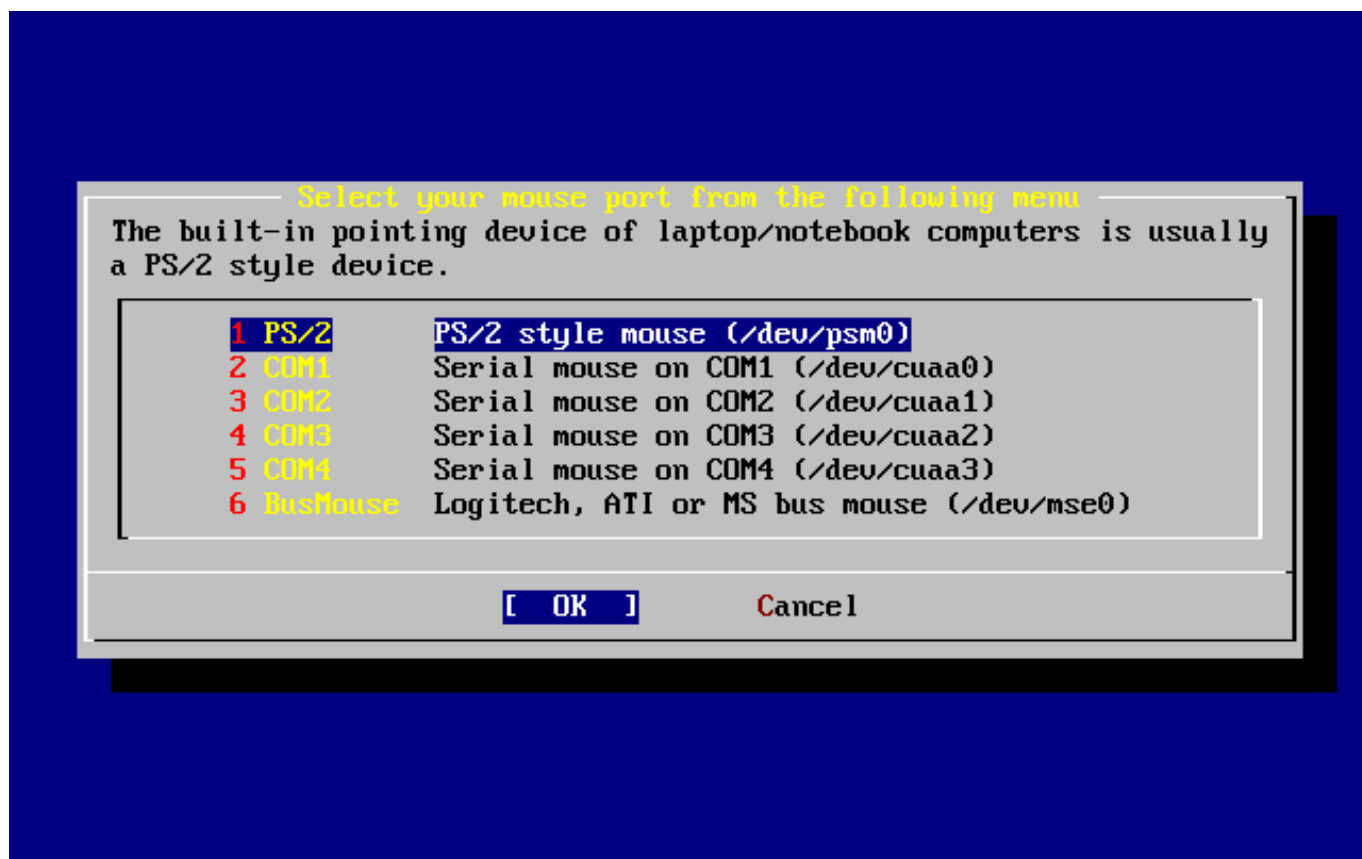 Select your mouse port from the following menu
The built-in pointing device of laptop/notebook computers is usually
a PS/2 style device.
1 PS/2 PS/2 style mouse (/dev/psm0)
2 COM1 Serial mouse on COM1 (/dev/cuaa0)
3 COM2 Serial mouse on COM2 (/dev/cuaa1)
4 COM3 Serial mouse on COM3 (/dev/cuaa2)
5 COM4 Serial mouse on COM4 (/dev/cuaa3)
6 BusMouse Logitech, ATI or MS bus mouse (/dev/mse0)
[ OK ] Cancel